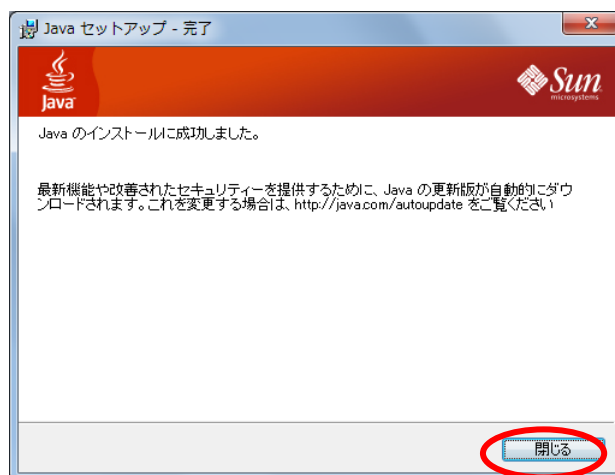 Java セットアップ - 完了
Java
Sun
microsystems
Java のインストールに成功しました。
最新機能や改善されたセキュリティーを提供するために、Java の更新版が自動的にダウ
ンロードされます。これを変更する場合は、http://java.com/autoupdate をご覧ください
閉じる